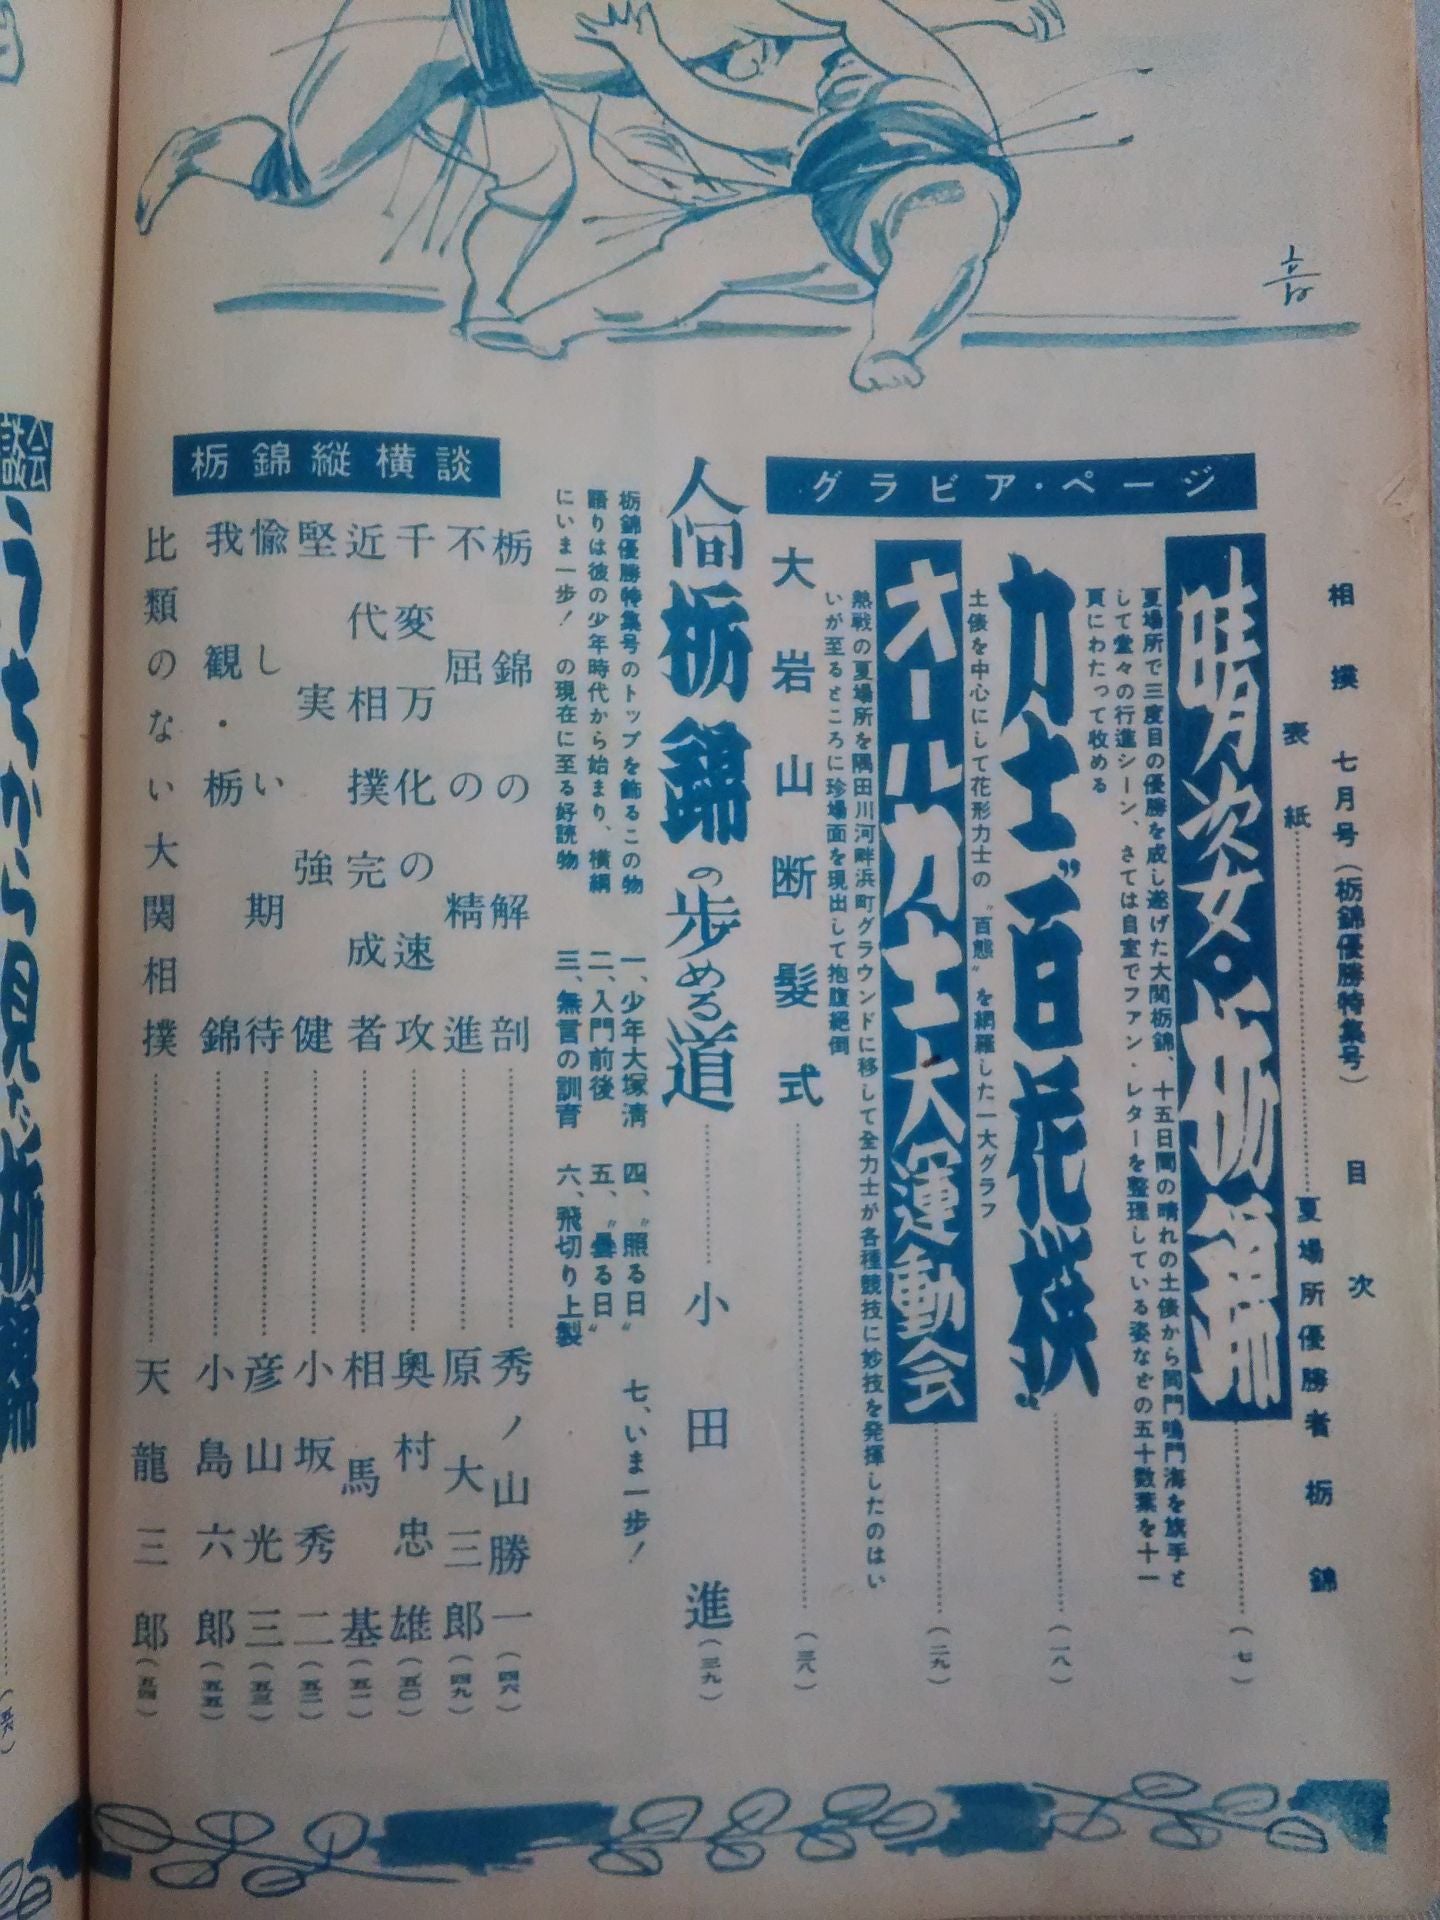 相撲 七月号(栃錦優勝特集号) 目次
表紙 夏場所優勝者栃錦
グラビア・ページ
晴れ姿・栃錦 (七)
夏場所で三度目の優勝を成し遂げた大関栃錦、十五日間の晴れの土俵から同門鳴門海を旗手と
して堂々の行進シーン、さては自室でファン・レターを整理している姿などの五十数葉を十一
頁にわたって収める
力士“百花撰” (一八)
土俵を中心にして花形力士の“百態”を網羅した一大グラフ
オール力士大運動会 (二九)
熱戦の夏場所を隅田川河畔浜町グラウンドに移して全力士が各種競技に妙技を発揮したのはい
いが至るところに珍場面を現出して抱腹絶倒
大岩山断髪式 (三八)
人間栃錦の歩める道 小田進 (三九)
栃錦優勝特集号のトップを飾るこの物
語りは彼の少年時代から始まり、横綱
にいま一歩!の現在に至る好読物
一、少年大塚清
二、入門前後
三、無言の訓育
四、“照る日”
五、“曇る日”
六、飛切り上製
七、いま一歩!
栃錦縦横談
栃錦の解剖 秀ノ山勝一 (四六)
不屈の精進 原大三郎 (四九)
千変万化の速攻 奥村忠雄 (五〇)
近代相撲完成者 相馬基 (五一)
堅実強健 小坂秀二 (五二)
愉しい期待 彦山光三 (五三)
我観・栃錦 小島六郎 (五五)
比類のない大関相撲 天龍三郎 (五四)
談会
うちから見た栃錦